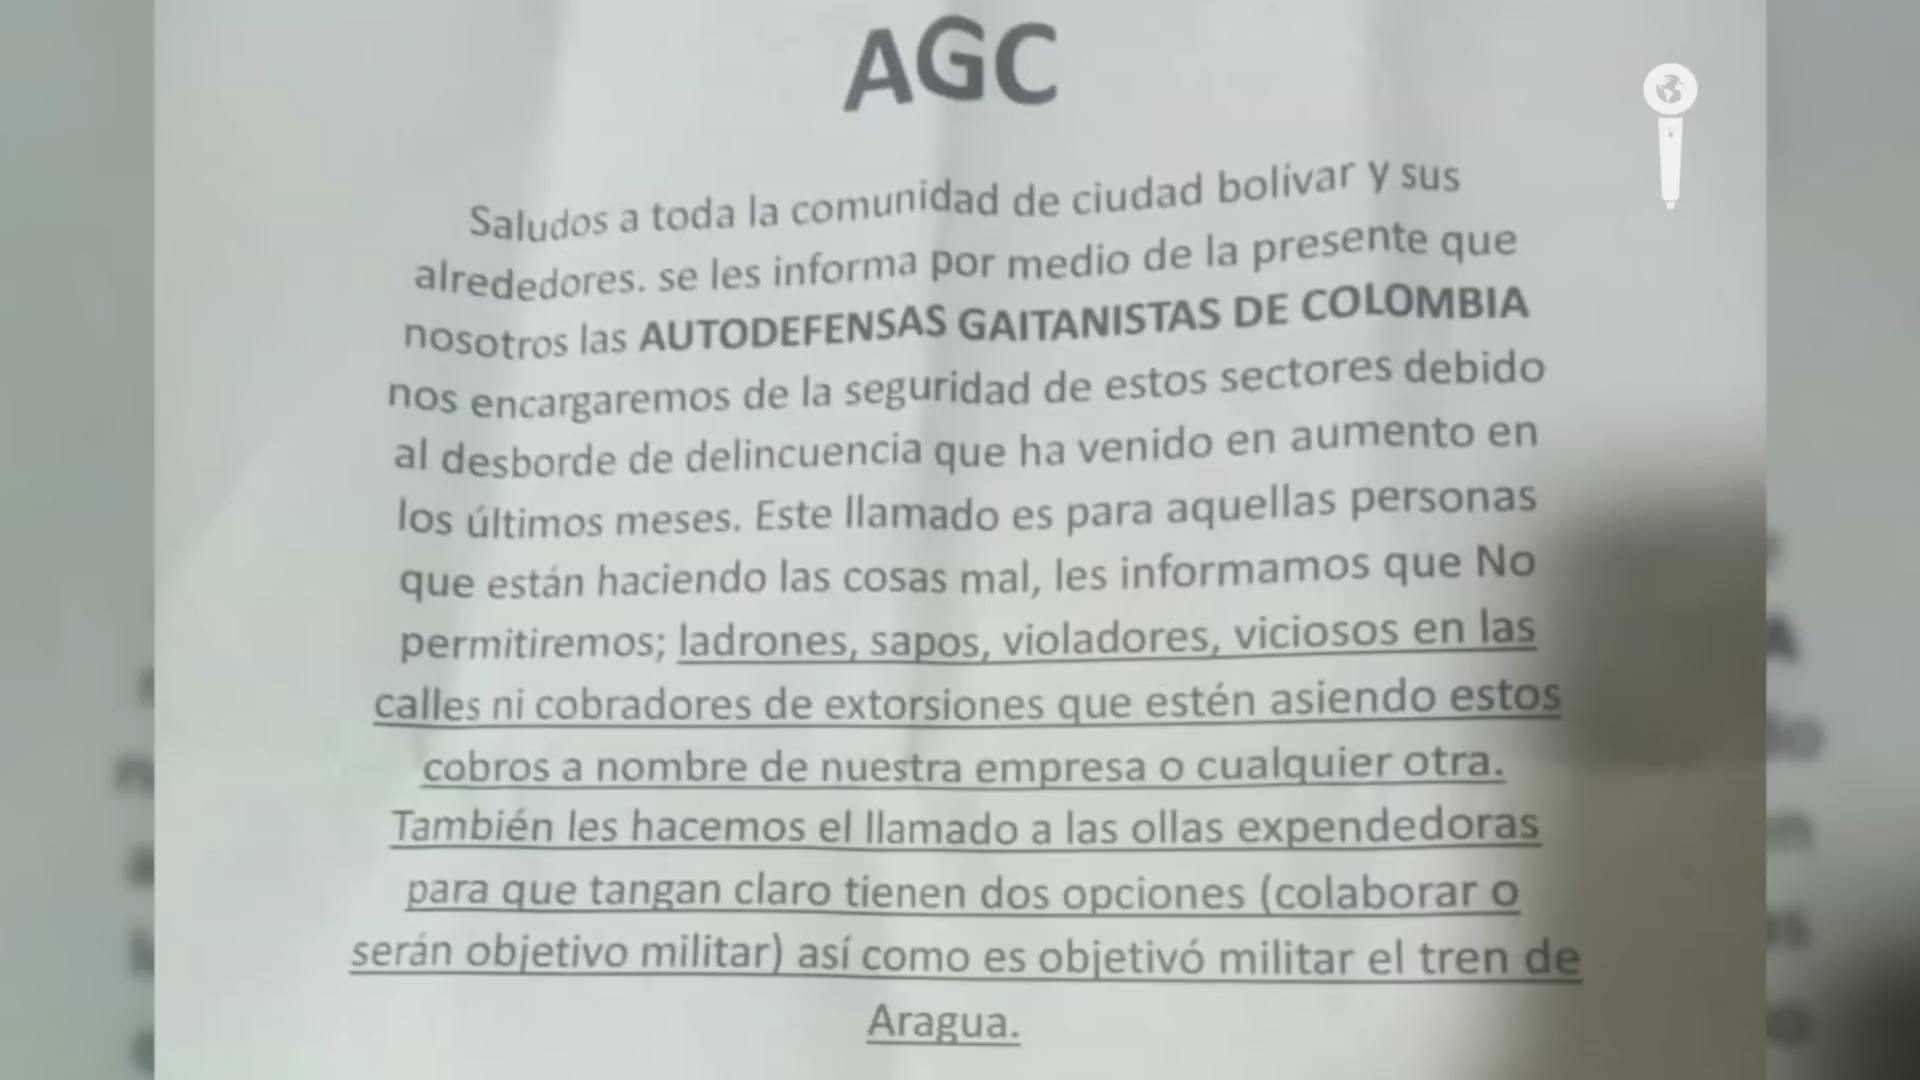 AGC
Saludos a toda la comunidad de ciudad bolívar y sus
alrededores. se les informa por medio de la presente que
nosotros las AUTODEFENSAS GAITANISTAS DE COLOMBIA
nos encargaremos de la seguridad de estos sectores debido
al desborde de delincuencia que ha venido en aumento en
los últimos meses. Este llamado es para aquellas personas
que están haciendo las cosas mal, les informamos que No
permitiremos; ladrones, sapos, violadores, viciosos en las
calles ni cobradores de extorsiones que estén asiendo estos
cobros a nombre de nuestra empresa o cualquier otra.
También les hacemos el llamado a las ollas expendedoras
para que tangan claro tienen dos opciones (colaborar o
serán objetivo militar) así como es objetivó militar el tren de
Aragua.